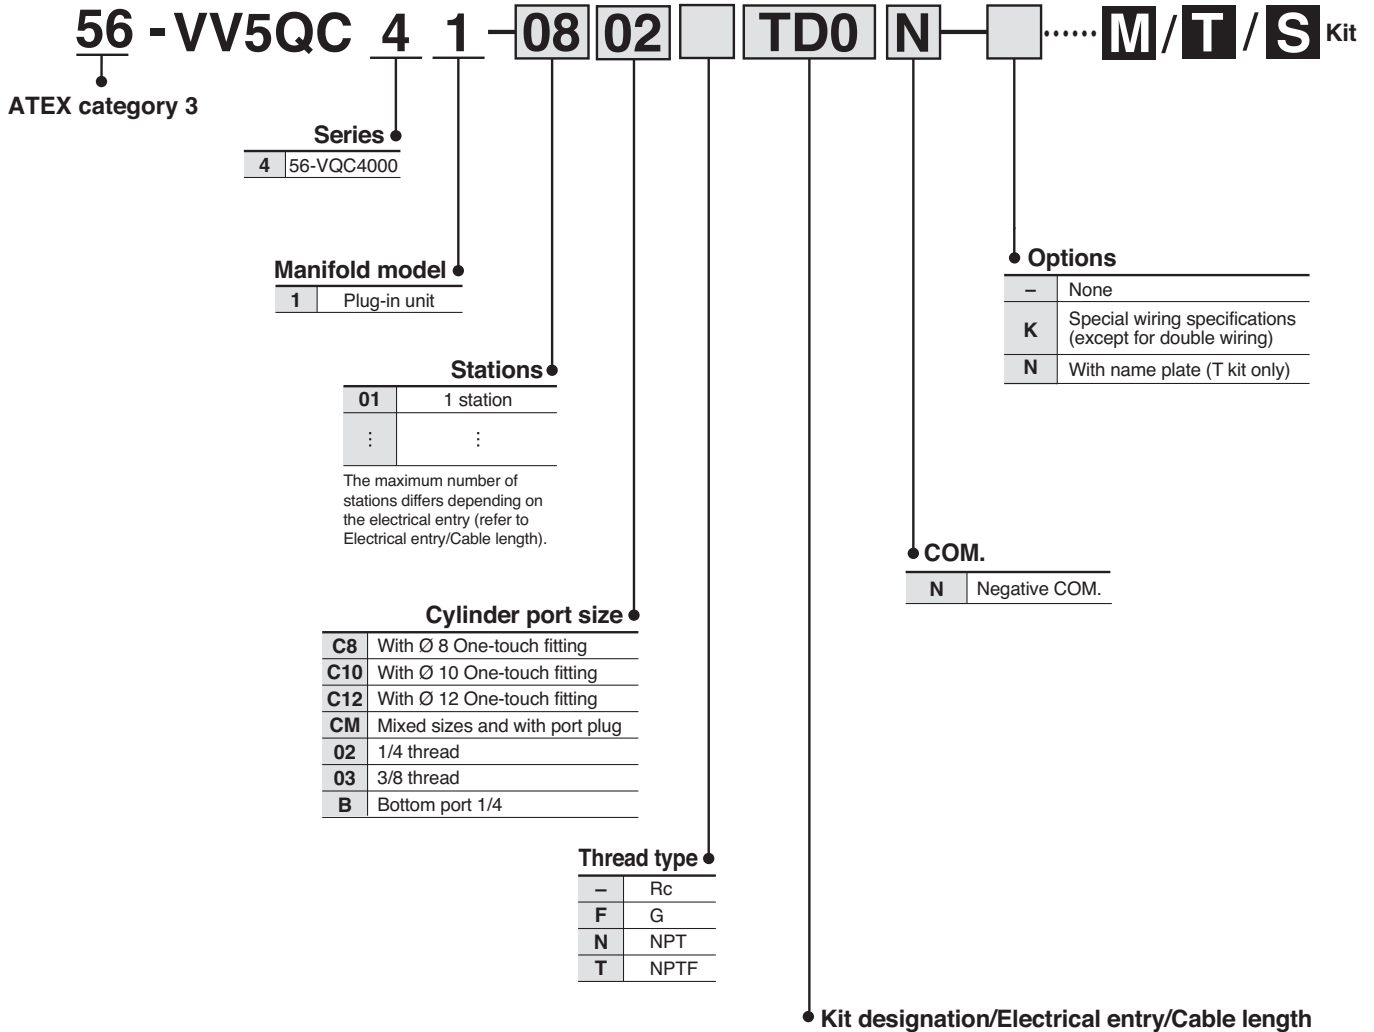 56 - VV5QC 4 1 - 08 02 TD0 N - ...... M / T / S Kit
ATEX category 3
Series
4 56-VQC4000
Manifold model
1 Plug-in unit
Stations
01 1 station
⋮ ⋮
The maximum number of
stations differs depending on
the electrical entry (refer to
Electrical entry/Cable length).
Cylinder port size
C8 With Ø 8 One-touch fitting
C10 With Ø 10 One-touch fitting
C12 With Ø 12 One-touch fitting
CM Mixed sizes and with port plug
02 1/4 thread
03 3/8 thread
B Bottom port 1/4
Thread type
– Rc
F G
N NPT
T NPTF
Options
– None
K Special wiring specifications
(except for double wiring)
N With name plate (T kit only)
COM.
N Negative COM.
Kit designation/Electrical entry/Cable length